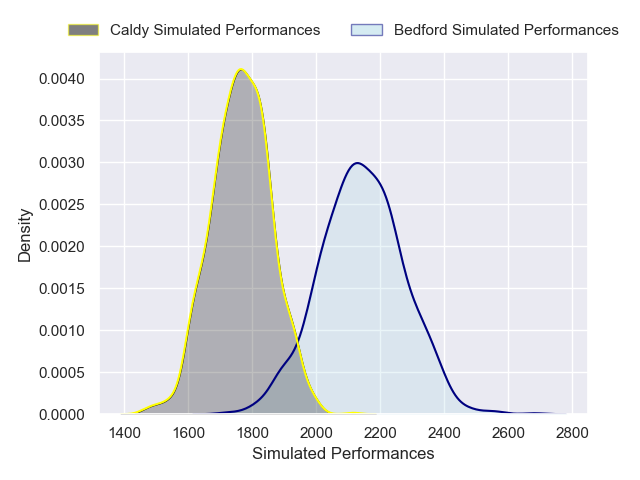 Caldy Simulated Performances
Bedford Simulated Performances
0.0040
0.0035
0.0030
0.0025
0.0020
0.0015
0.0010
0.0005
0.0000
Density
1400 1600 1800 2000 2200 2400 2600 2800
Simulated Performances